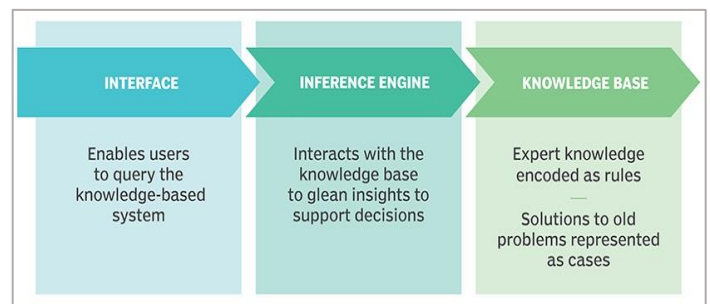 INTERFACE
Enables users
to query the
knowledge-based
system
INFERENCE ENGINE
Interacts with the
knowledge base
to glean insights to
support decisions
KNOWLEDGE BASE
Expert knowledge
encoded as rules
Solutions to old
problems represented
as cases